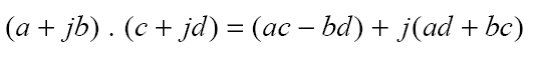 (a + jb) . (c + jd) = (ac − bd) + j(ad + bc)